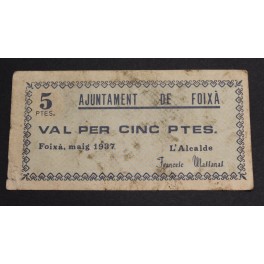 5 AJUNTAMENT DE FOIXÀ
PTES.
VAL PER CINC PTES.
Foixà, maig 1937 L'Alcalde